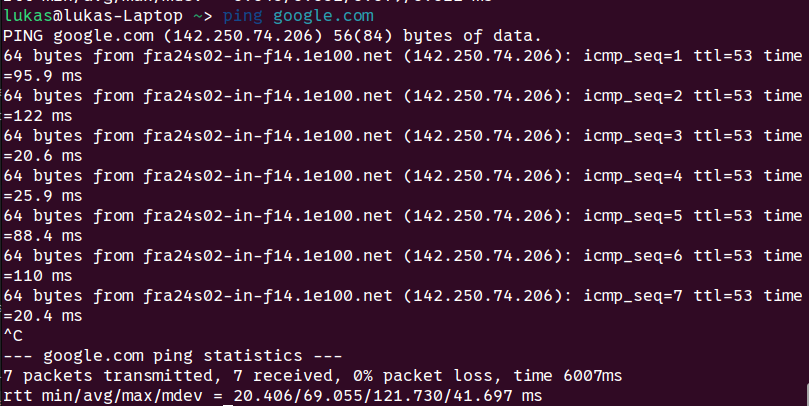 lukas@lukas-Laptop ~> ping google.com
PING google.com (142.250.74.206) 56(84) bytes of data.
64 bytes from fra24s02-in-f14.1e100.net (142.250.74.206): icmp_seq=1 ttl=53 time
=95.9 ms
64 bytes from fra24s02-in-f14.1e100.net (142.250.74.206): icmp_seq=2 ttl=53 time
=122 ms
64 bytes from fra24s02-in-f14.1e100.net (142.250.74.206): icmp_seq=3 ttl=53 time
=20.6 ms
64 bytes from fra24s02-in-f14.1e100.net (142.250.74.206): icmp_seq=4 ttl=53 time
=25.9 ms
64 bytes from fra24s02-in-f14.1e100.net (142.250.74.206): icmp_seq=5 ttl=53 time
=88.4 ms
64 bytes from fra24s02-in-f14.1e100.net (142.250.74.206): icmp_seq=6 ttl=53 time
=110 ms
64 bytes from fra24s02-in-f14.1e100.net (142.250.74.206): icmp_seq=7 ttl=53 time
=20.4 ms
^C
--- google.com ping statistics ---
7 packets transmitted, 7 received, 0% packet loss, time 6007ms
rtt min/avg/max/mdev = 20.406/69.055/121.730/41.697 ms